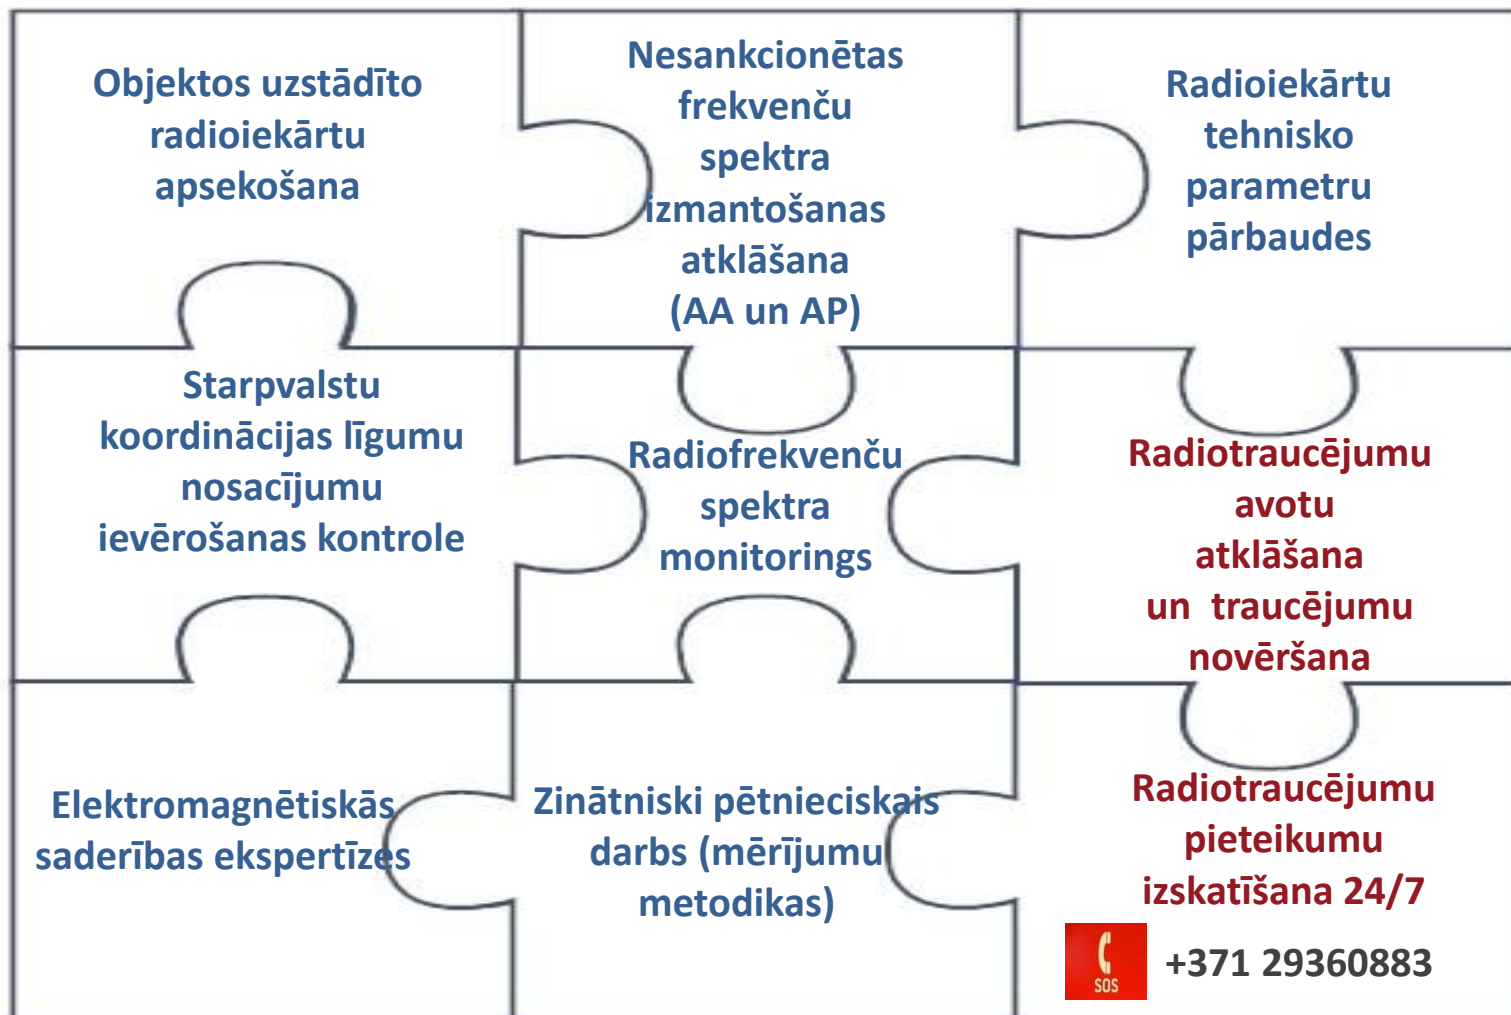 Objektos uzstādīto
radioiekārtu
apsekošana
Nesankcionētas
frekvenču
spektra
izmantošanas
atklāšana
(AA un AP)
Radioiekārtu
tehnisko
parametru
pārbaudes
Starpvalstu
koordinācijas līgumu
nosacījumu
ievērošanas kontrole
Radiofrekvenču
spektra
monitorings
Radiotraucējumu
avotu
atklāšana
un traucējumu
novēršana
Elektromagnētiskās
saderības ekspertīzes
Zinātniski pētnieciskais
darbs (mērījumu
metodikas)
Radiotraucējumu
pieteikumu
izskatīšana 24/7
SOS
+371 29360883